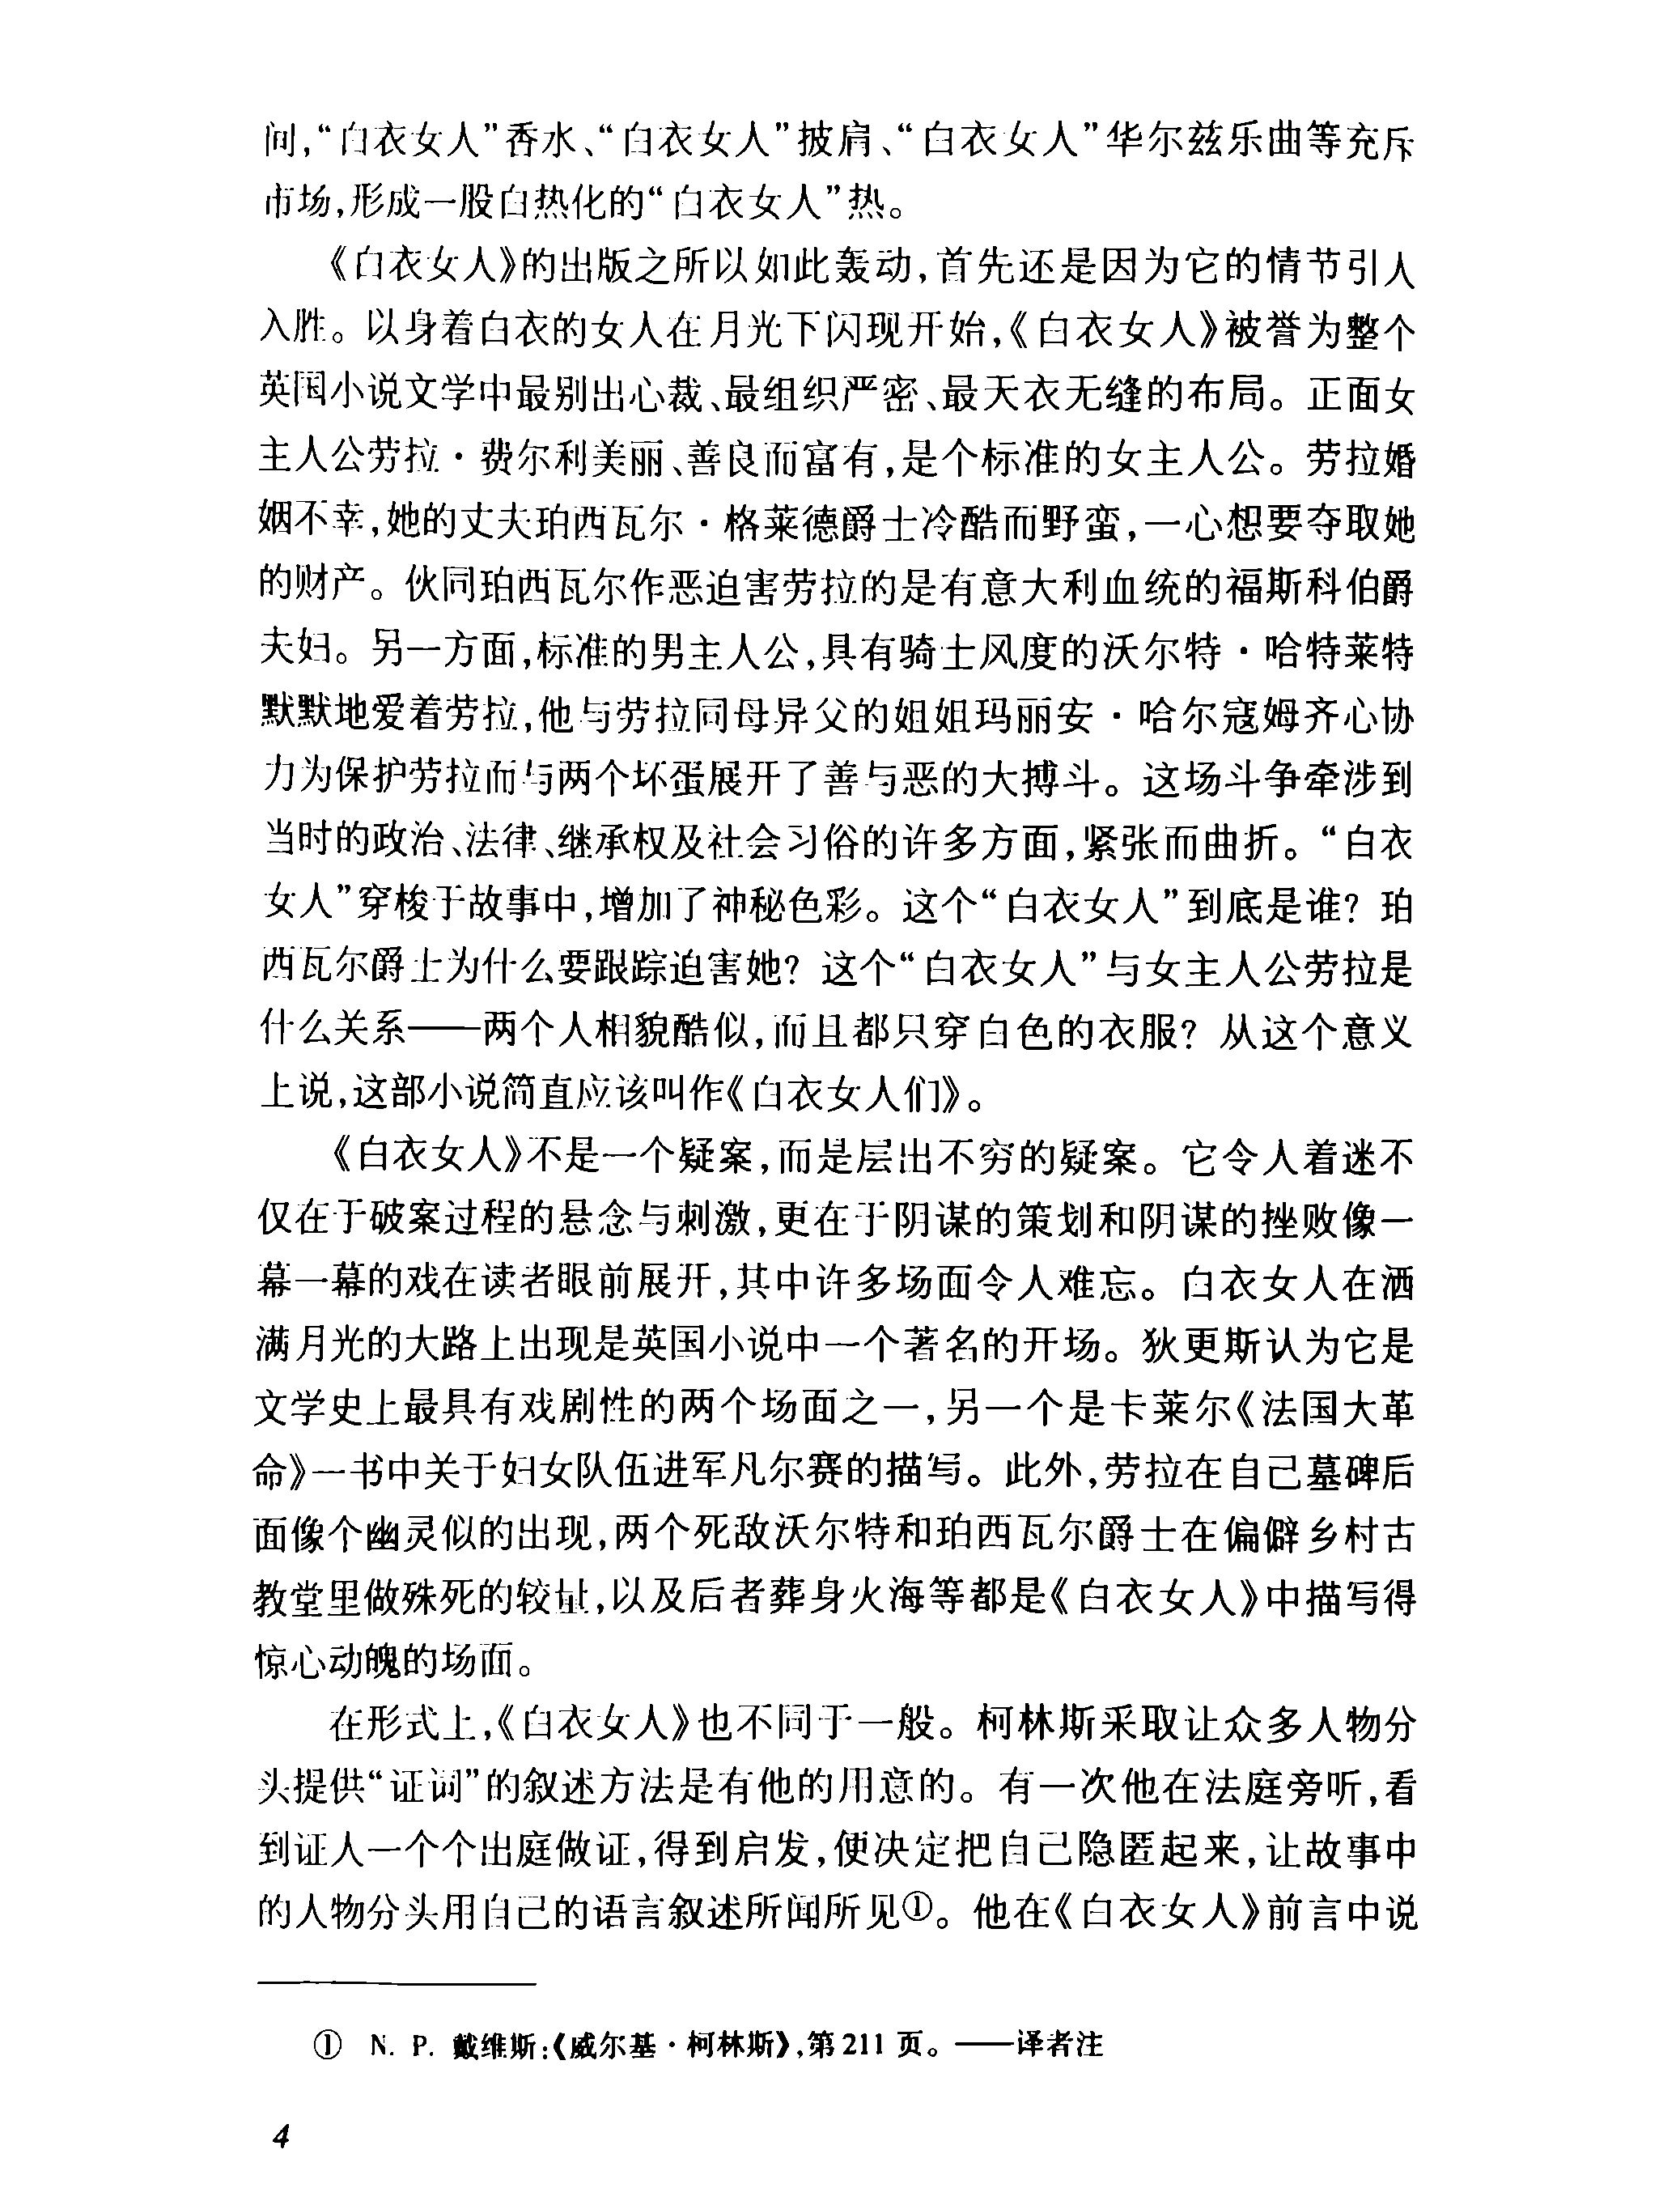 间，“白衣女人”香水、“白衣女人”披肩、“白衣女人”华尔兹乐曲等充斥
市场，形成一股白热化的“白衣女人”热。
《白衣女人》的出版之所以如此轰动，首先还是因为它的情节引人
入胜。以身着白衣的女人在月光下闪现开始，《白衣女人》被誉为整个
英国小说文学中最别出心裁、最组织严密、最天衣无缝的布局。正面女
主人公劳拉·费尔利美丽、善良而富有，是个标准的女主人公。劳拉婚
姻不幸，她的丈夫珀西瓦尔·格莱德爵士冷酷而野蛮，一心想要夺取她
的财产。伙同珀西瓦尔作恶迫害劳拉的是有意大利血统的福斯科伯爵
夫妇。另一方面，标准的男主人公，具有骑士风度的沃尔特·哈特莱特
默默地爱着劳拉，他与劳拉同母异父的姐姐玛丽安·哈尔寇姆齐心协
力为保护劳拉而与两个坏蛋展开了善与恶的大搏斗。这场斗争牵涉到
当时的政治、法律、继承权及社会习俗的许多方面，紧张而曲折。“白衣
女人”穿梭于故事中，增加了神秘色彩。这个“白衣女人”到底是谁？珀
西瓦尔爵士为什么要跟踪迫害她？这个“白衣女人”与女主人公劳拉是
什么关系——两个人相貌酷似，而且都只穿白色的衣服？从这个意义
上说，这部小说简直应该叫作《白衣女人们》。
《白衣女人》不是一个疑案，而是层出不穷的疑案。它令人着迷不
仅在于破案过程的悬念与刺激，更在于阴谋的策划和阴谋的挫败像一
幕一幕的戏在读者眼前展开，其中许多场面令人难忘。白衣女人在洒
满月光的大路上出现是英国小说中一个著名的开场。狄更斯认为它是
文学史上最具有戏剧性的两个场面之一，另一个是卡莱尔《法国大革
命》一书中关于妇女队伍进军凡尔赛的描写。此外，劳拉在自己墓碑后
面像个幽灵似的出现，两个死敌沃尔特和珀西瓦尔爵士在偏僻乡村古
教堂里做殊死的较量，以及后者葬身火海等都是《白衣女人》中描写得
惊心动魄的场面。
在形式上，《白衣女人》也不同于一般。柯林斯采取让众多人物分
头提供“证词”的叙述方法是有他的用意的。有一次他在法庭旁听，看
到证人一个个出庭做证，得到启发，便决定把自己隐匿起来，让故事中
的人物分头用自己的语言叙述所闻所见①。他在《白衣女人》前言中说
① N. P. 戴维斯：《威尔基·柯林斯》，第211页。——译者注
4